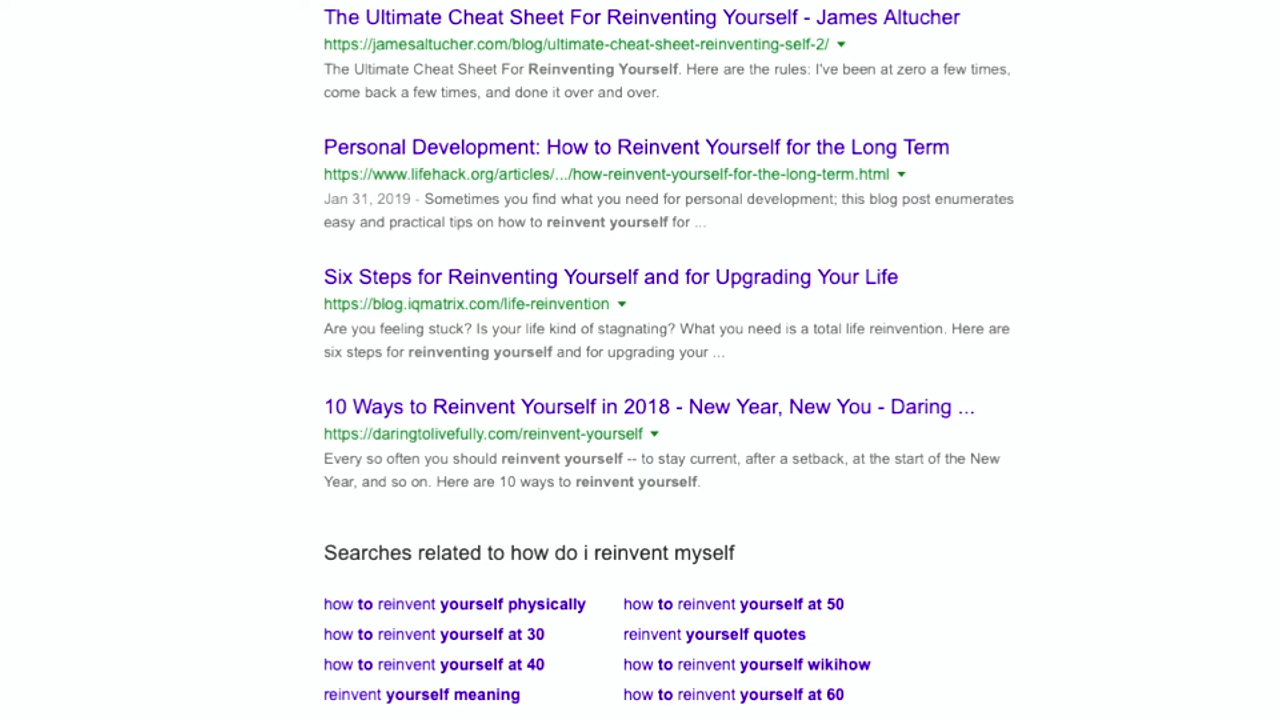 The Ultimate Cheat Sheet For Reinventing Yourself - James Altucher
https://jamesaltucher.com/blog/ultimate-cheat-sheet-reinventing-self-2/
The Ultimate Cheat Sheet For Reinventing Yourself. Here are the rules: I've been at zero a few times,
come back a few times, and done it over and over.
Personal Development: How to Reinvent Yourself for the Long Term
https://www.lifehack.org/articles/.../how-reinvent-yourself-for-the-long-term.html
Jan 31, 2019 - Sometimes you find what you need for personal development; this blog post enumerates
easy and practical tips on how to reinvent yourself for ...
Six Steps for Reinventing Yourself and for Upgrading Your Life
https://blog.iqmatrix.com/life-reinvention
Are you feeling stuck? Is your life kind of stagnating? What you need is a total life reinvention. Here are
six steps for reinventing yourself and for upgrading your ...
10 Ways to Reinvent Yourself in 2018 - New Year, New You - Daring ...
https://daringtolivefully.com/reinvent-yourself
Every so often you should reinvent yourself -- to stay current, after a setback, at the start of the New
Year, and so on. Here are 10 ways to reinvent yourself.
Searches related to how do i reinvent myself
how to reinvent yourself physically
how to reinvent yourself at 50
how to reinvent yourself at 30
reinvent yourself quotes
how to reinvent yourself at 40
how to reinvent yourself wikihow
reinvent yourself meaning
how to reinvent yourself at 60